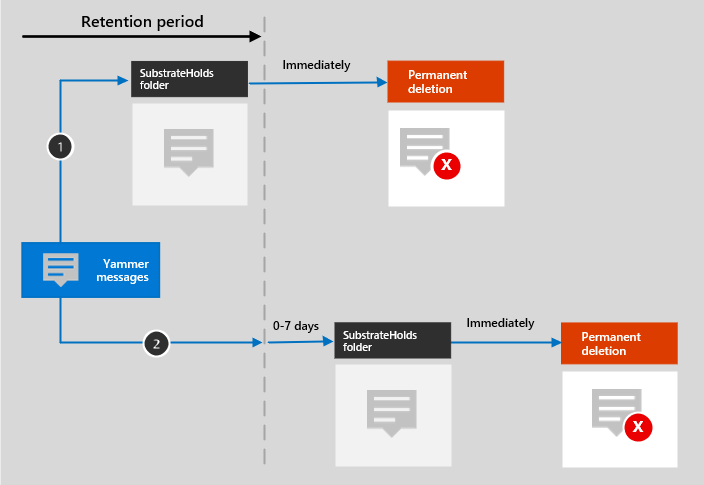 Retention period
SubstrateHolds
folder
Immediately
Permanent
deletion
X
1
Yammer
messages
2
0-7 days
SubstrateHolds
folder
Immediately
Permanent
deletion
X